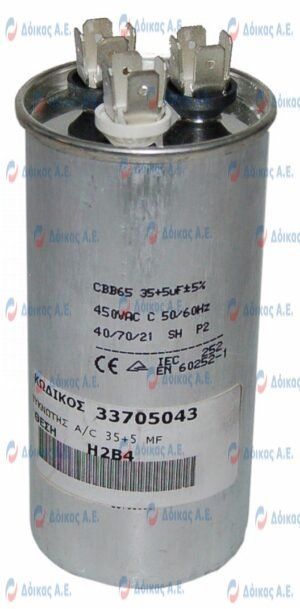 CBB65 35+5uF±5%
450VAC C 50/60HZ
40/70/21 SH P2
CE IEC 252
EN 60252-1
ΚΩΔΙΚΟΣ 33705043
ΠΥΚΝΩΤΗΣ A/C 35+5 MF
ΘΕΣΗ H2B4
Δόικας Α.Ε.